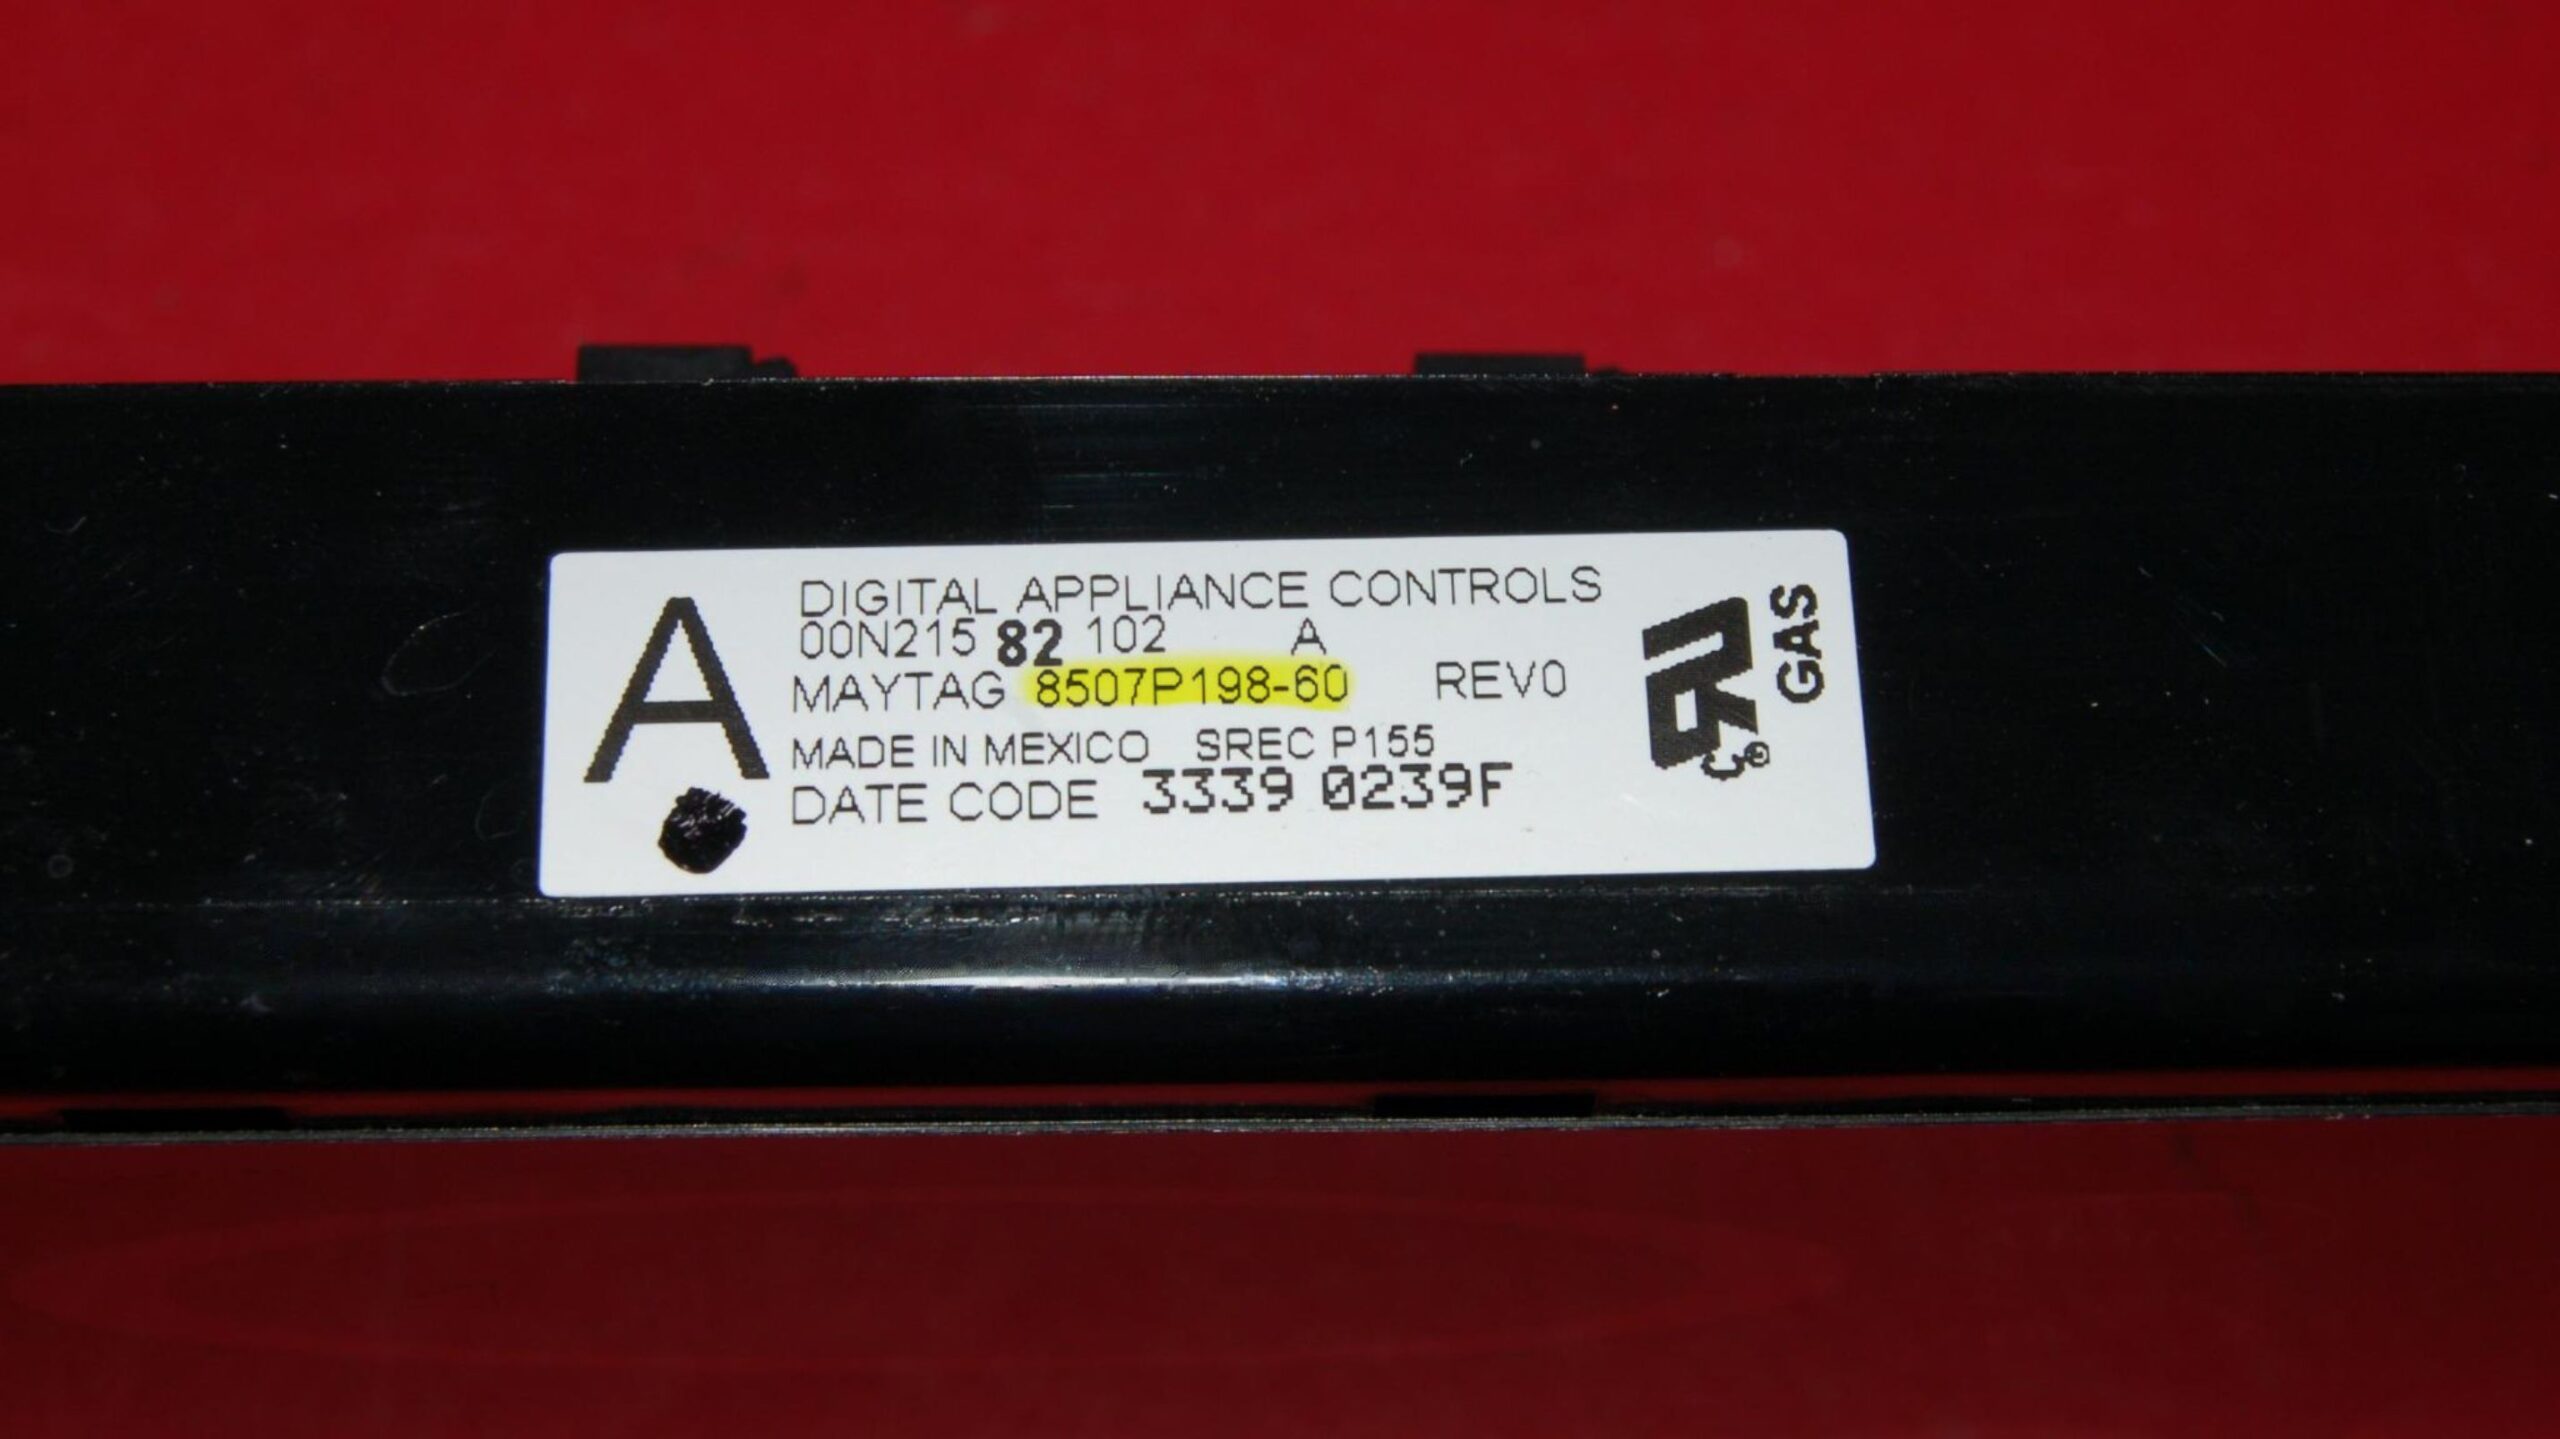 A
DIGITAL APPLIANCE CONTROLS
00N215 82 102 A
MAYTAG 8507P198-60 REV0
MADE IN MEXICO SREC P155
DATE CODE 3339 0239F
GAS